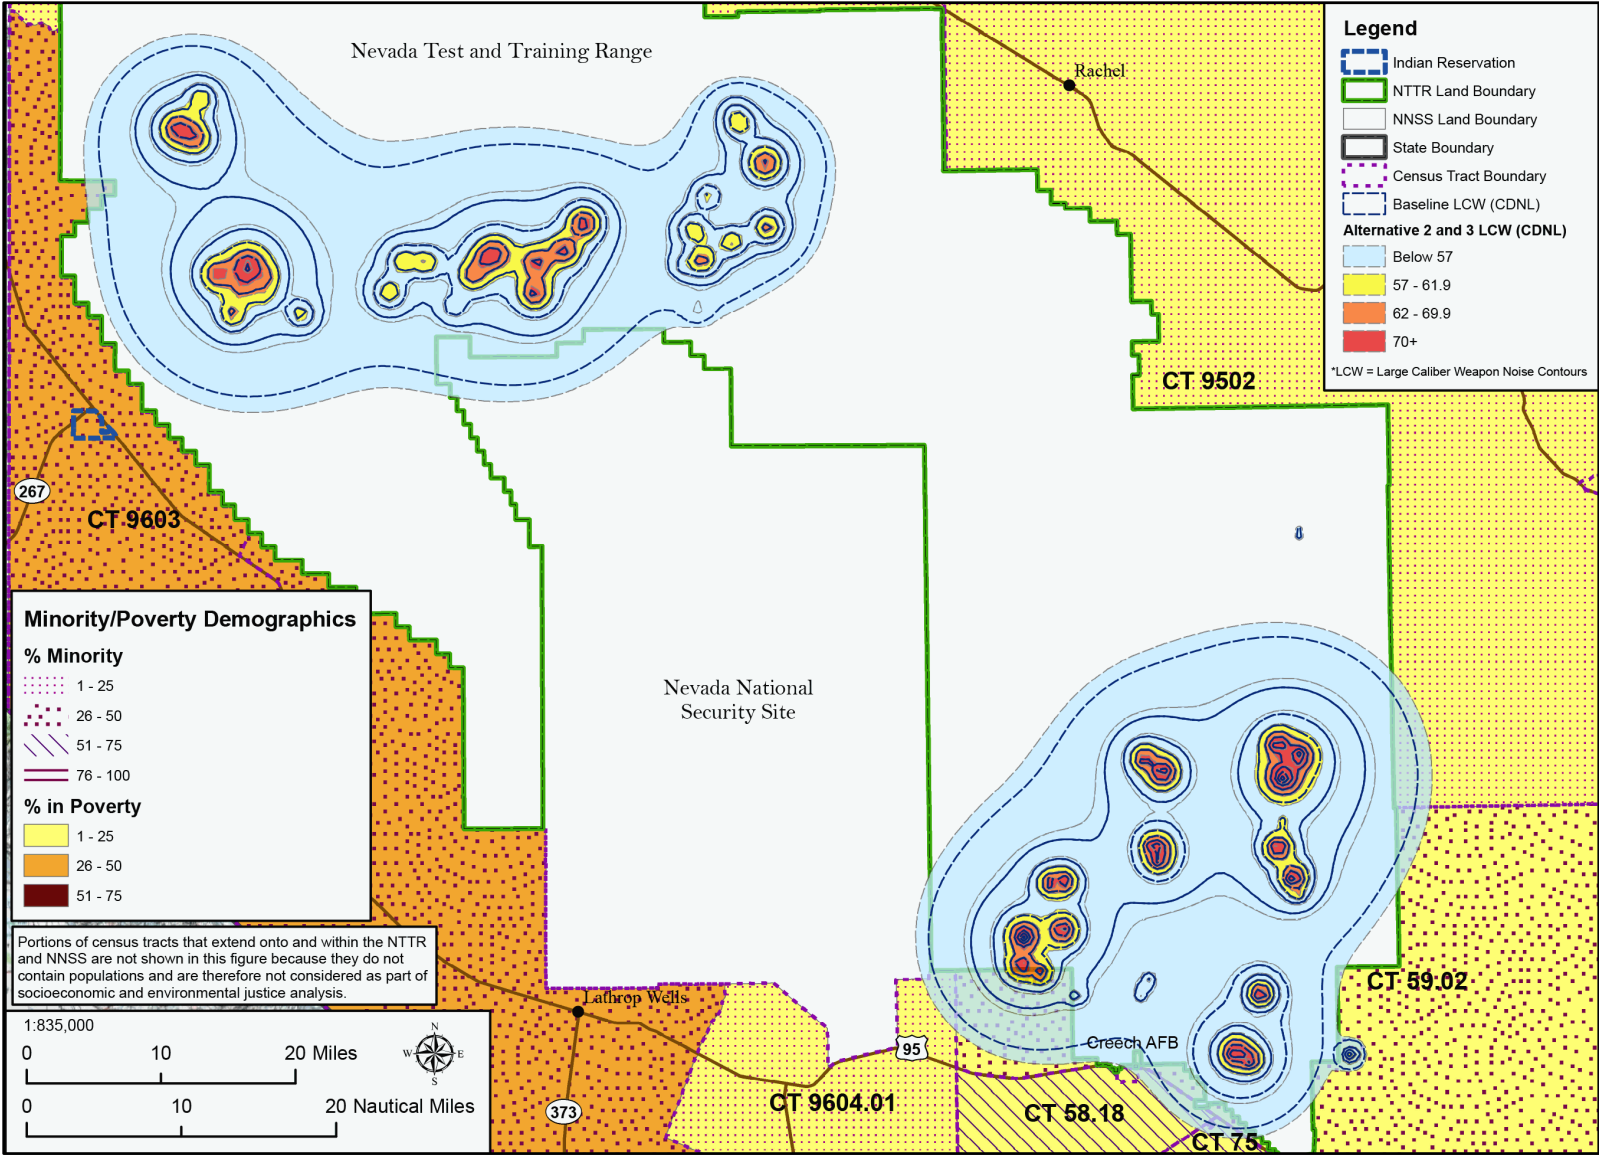 Nevada Test and Training Range
Rachel
Legend
Indian Reservation
NTTR Land Boundary
NNSS Land Boundary
State Boundary
Census Tract Boundary
Baseline LCW (CDNL)
Alternative 2 and 3 LCW (CDNL)
Below 57
57 - 61.9
62 - 69.9
70+
*LCW = Large Caliber Weapon Noise Contours
CT 9502
267
CT 9603
Minority/Poverty Demographics
% Minority
1 - 25
26 - 50
51 - 75
76 - 100
% in Poverty
1 - 25
26 - 50
51 - 75
Nevada National
Security Site
Portions of census tracts that extend onto and within the NTTR
and NNSS are not shown in this figure because they do not
contain populations and are therefore not considered as part of
socioeconomic and environmental justice analysis.
CT 59.02
Lathrop Wells
95
Creech AFB
1:835,000
0 10 20 Miles
0 10 20 Nautical Miles
N
W E
S
373
CT 9604.01
CT 58.18
CT 75